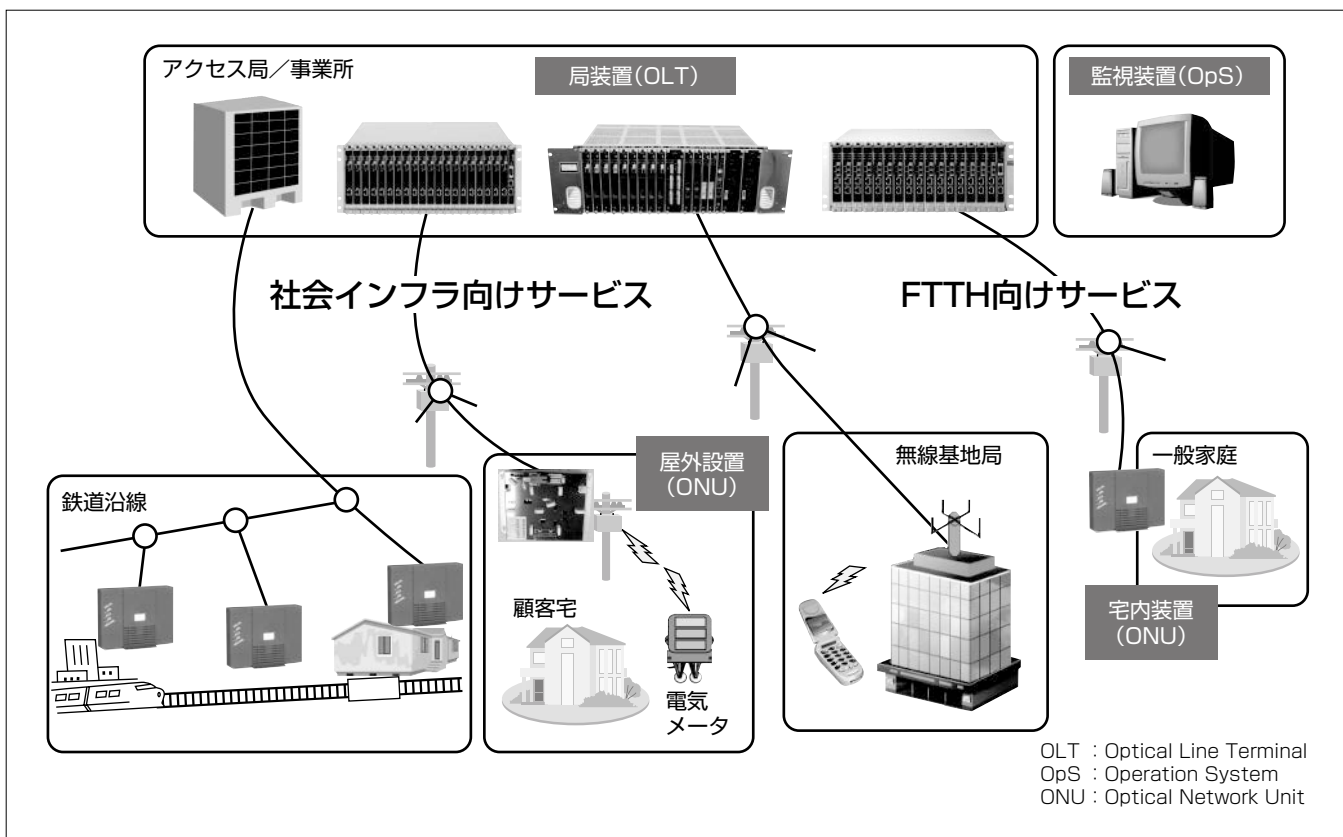 アクセス局／事業所
局装置(OLT)
監視装置(OpS)
社会インフラ向けサービス
FTTH向けサービス
鉄道沿線
屋外設置
(ONU)
顧客宅
電気
メータ
無線基地局
一般家庭
宅内装置
(ONU)
OLT ：Optical Line Terminal
OpS ：Operation System
ONU：Optical Network Unit